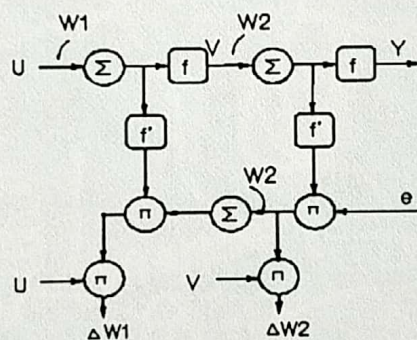 W1 W2
U Σ f V Σ f Y
f' f'
W2
π Σ π e
U π V π
ΔW1 ΔW2